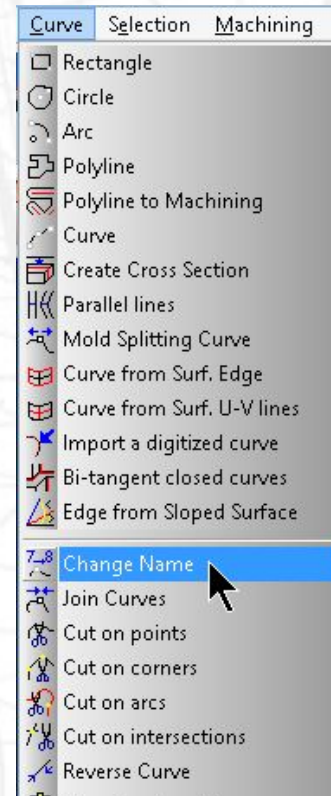 Curve Selection Machining
Rectangle
Circle
Arc
Polyline
Polyline to Machining
Curve
Create Cross Section
Parallel lines
Mold Splitting Curve
Curve from Surf. Edge
Curve from Surf. U-V lines
Import a digitized curve
Bi-tangent closed curves
Edge from Sloped Surface
7→8 Change Name
Join Curves
Cut on points
Cut on corners
Cut on arcs
Cut on intersections
Reverse Curve